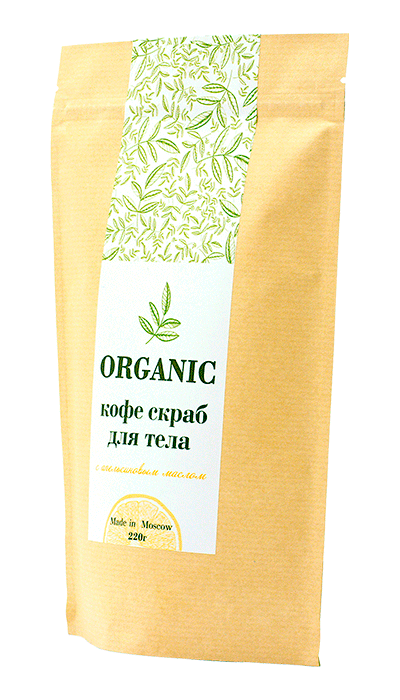 ORGANIC
кофе скраб
для тела
с апельсиновым маслом
Made in Moscow
220г